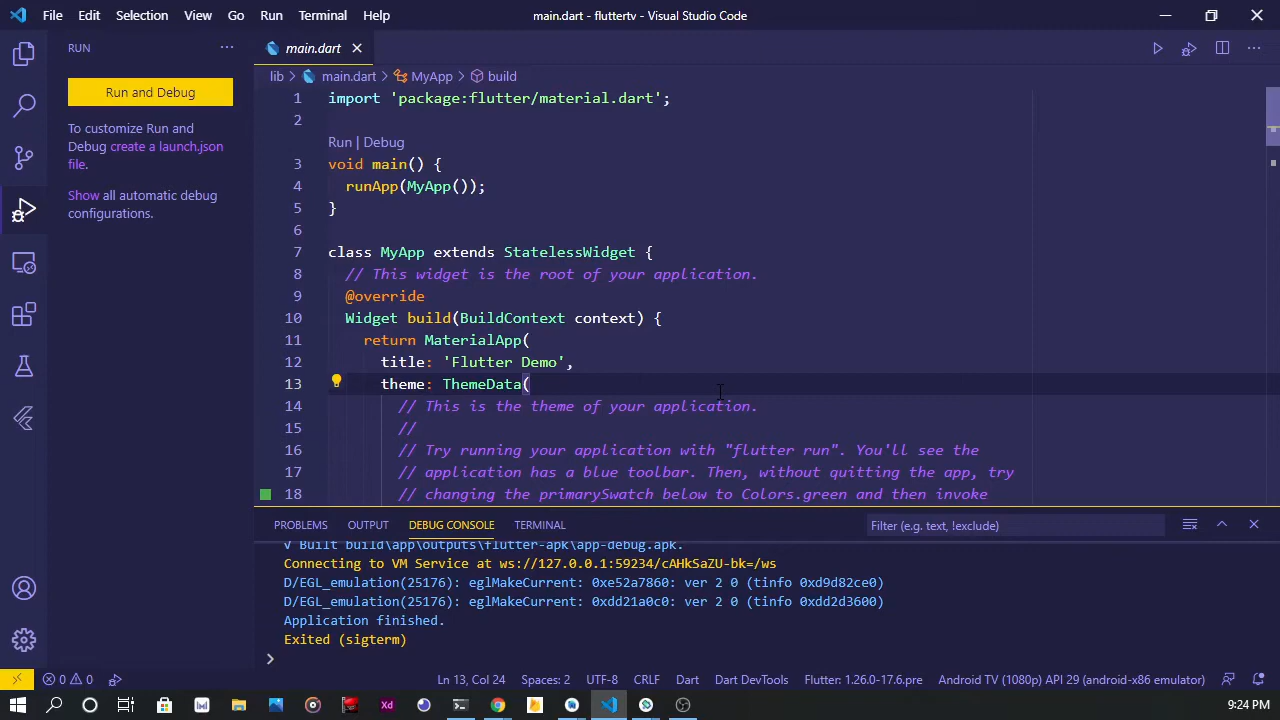 File Edit Selection View Go Run Terminal Help
main.dart - fluttertv - Visual Studio Code
RUN ···
Run and Debug
To customize Run and
Debug create a launch.json
file.
Show all automatic debug
configurations.
main.dart
lib > main.dart > MyApp > build
1 import 'package:flutter/material.dart';
2
Run | Debug
3 void main() {
4 runApp(MyApp());
5 }
6
7 class MyApp extends StatelessWidget {
8 // This widget is the root of your application.
9 @override
10 Widget build(BuildContext context) {
11 return MaterialApp(
12 title: 'Flutter Demo',
13 theme: ThemeData(
14 // This is the theme of your application.
15 //
16 // Try running your application with "flutter run". You'll see the
17 // application has a blue toolbar. Then, without quitting the app, try
18 // changing the primarySwatch below to Colors.green and then invoke
PROBLEMS OUTPUT DEBUG CONSOLE TERMINAL
Filter (e.g. text, !exclude)
√ Built build\app\outputs\flutter-apk\app-debug.apk.
Connecting to VM Service at ws://127.0.0.1:59234/cAHkSaZU-bk=/ws
D/EGL_emulation(25176): eglMakeCurrent: 0xe52a7860: ver 2 0 (tinfo 0xd9d82ce0)
D/EGL_emulation(25176): eglMakeCurrent: 0xdd21a0c0: ver 2 0 (tinfo 0xdd2d3600)
Application finished.
Exited (sigterm)
>
0 0 Ln 13, Col 24 Spaces: 2 UTF-8 CRLF Dart Dart DevTools Flutter: 1.26.0-17.6.pre Android TV (1080p) API 29 (android-x86 emulator)
Xd
9:24 PM